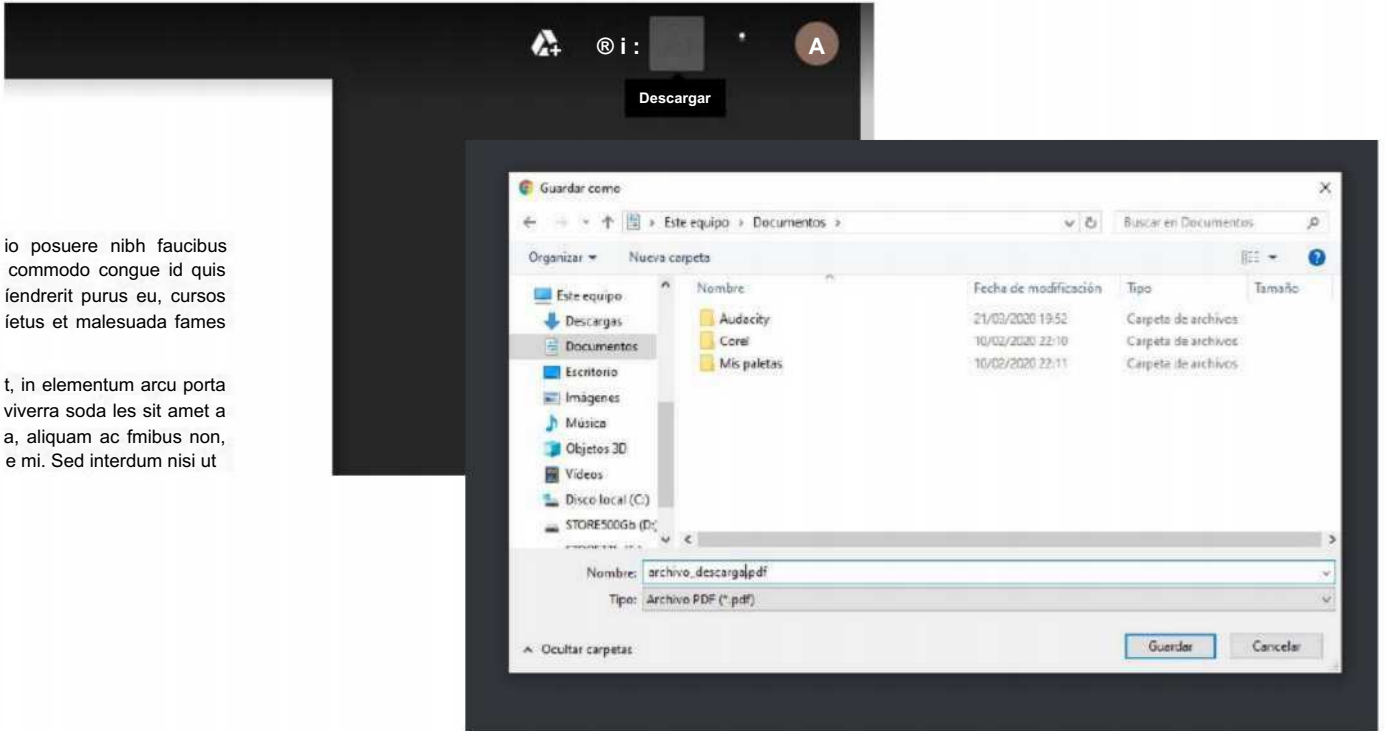 ® i :
A
Descargar
io posuere nibh faucibus
commodo congue id quis
íendrerit purus eu, cursos
íetus et malesuada fames
t, in elementum arcu porta
viverra soda les sit amet a
a, aliquam ac fmibus non,
e mi. Sed interdum nisi ut
Guardar como
Este equipo > Documentos >
Buscar en Documentos
Organizar
Nueva carpeta
Nombre Fecha de modificación Tipo Tamaño
Este equipo
Descargas
Documentos
Escritorio
Imágenes
Música
Objetos 3D
Vídeos
Disco local (C:)
STORE500Gb (D:
Audacity 21/03/2020 19:52 Carpeta de archivos
Corel 10/02/2020 22:10 Carpeta de archivos
Mis paletas 10/02/2020 22:11 Carpeta de archivos
Nombre: archivo_descarga.pdf
Tipo: Archivo PDF (*.pdf)
Ocultar carpetas
Guardar
Cancelar